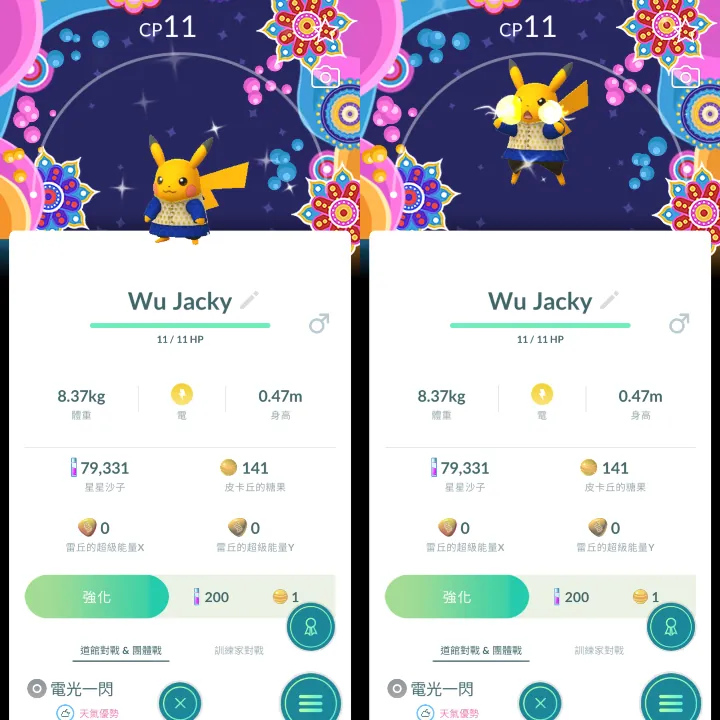 CP11
Wu Jacky
11 / 11 HP
8.37kg
0.47m
體重
電
身高
79,331
141
星星沙子
皮卡丘的糖果
0
0
雷丘的超級能量X
雷丘的超級能量Y
強化
200
1
道館對戰 & 團體戰
訓練家對戰
電光一閃
天氣優勢
CP11
Wu Jacky
11 / 11 HP
8.37kg
0.47m
體重
電
身高
79,331
141
星星沙子
皮卡丘的糖果
0
0
雷丘的超級能量X
雷丘的超級能量Y
強化
200
1
道館對戰 & 團體戰
訓練家對戰
電光一閃
天氣優勢